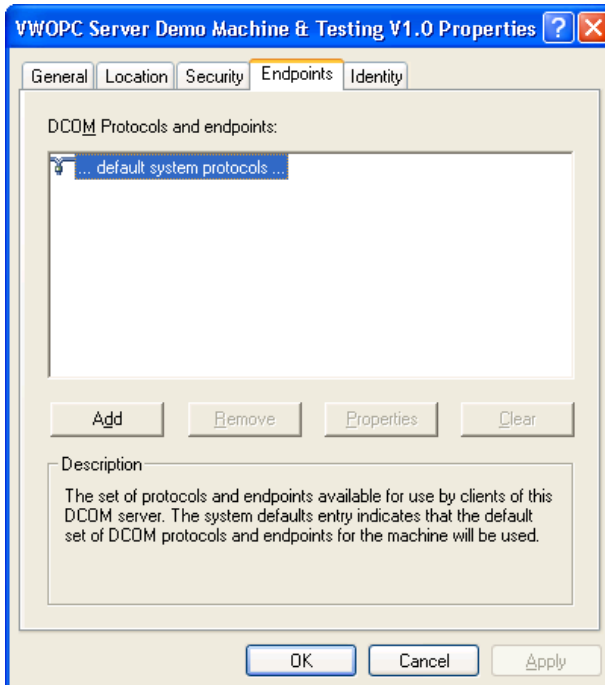 VWOPC Server Demo Machine & Testing V1.0 Properties
General Location Security Endpoints Identity
DCOM Protocols and endpoints:
... default system protocols ...
Add Remove Properties Clear
Description
The set of protocols and endpoints available for use by clients of this
DCOM server. The system defaults entry indicates that the default
set of DCOM protocols and endpoints for the machine will be used.
OK Cancel Apply